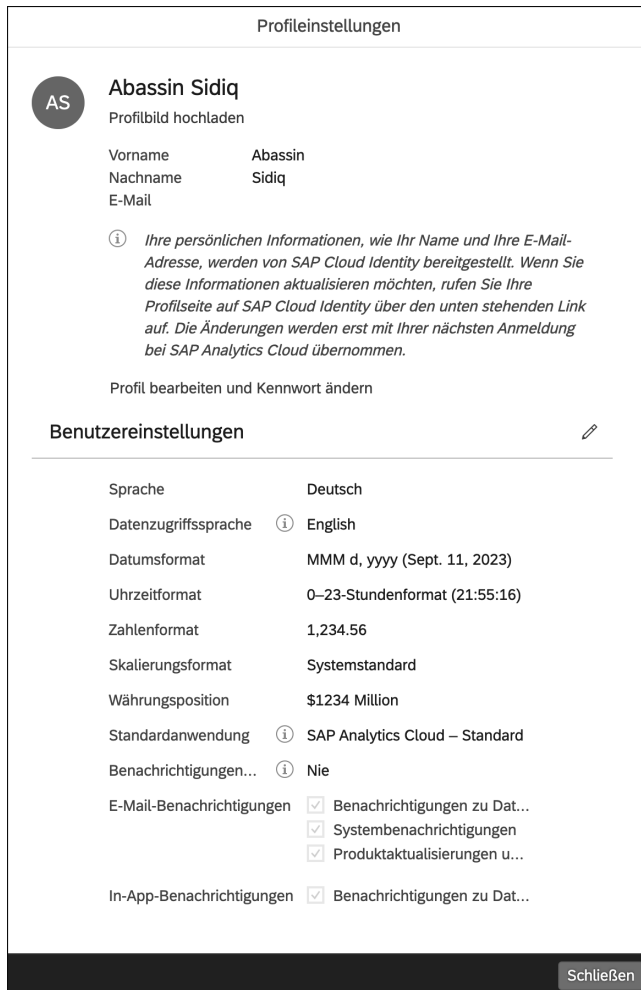 Profileinstellungen
AS
Abassin Sidiq
Profilbild hochladen
Vorname Abassin
Nachname Sidiq
E-Mail
Ihre persönlichen Informationen, wie Ihr Name und Ihre E-Mail-
Adresse, werden von SAP Cloud Identity bereitgestellt. Wenn Sie
diese Informationen aktualisieren möchten, rufen Sie Ihre
Profilseite auf SAP Cloud Identity über den unten stehenden Link
auf. Die Änderungen werden erst mit Ihrer nächsten Anmeldung
bei SAP Analytics Cloud übernommen.
Profil bearbeiten und Kennwort ändern
Benutzereinstellungen
Sprache Deutsch
Datenzugriffssprache English
Datumsformat MMM d, yyyy (Sept. 11, 2023)
Uhrzeitformat 0–23-Stundenformat (21:55:16)
Zahlenformat 1,234.56
Skalierungsformat Systemstandard
Währungsposition $1234 Million
Standardanwendung SAP Analytics Cloud – Standard
Benachrichtigungen... Nie
E-Mail-Benachrichtigungen Benachrichtigungen zu Dat...
Systembenachrichtigungen
Produktaktualisierungen u...
In-App-Benachrichtigungen Benachrichtigungen zu Dat...
Schließen